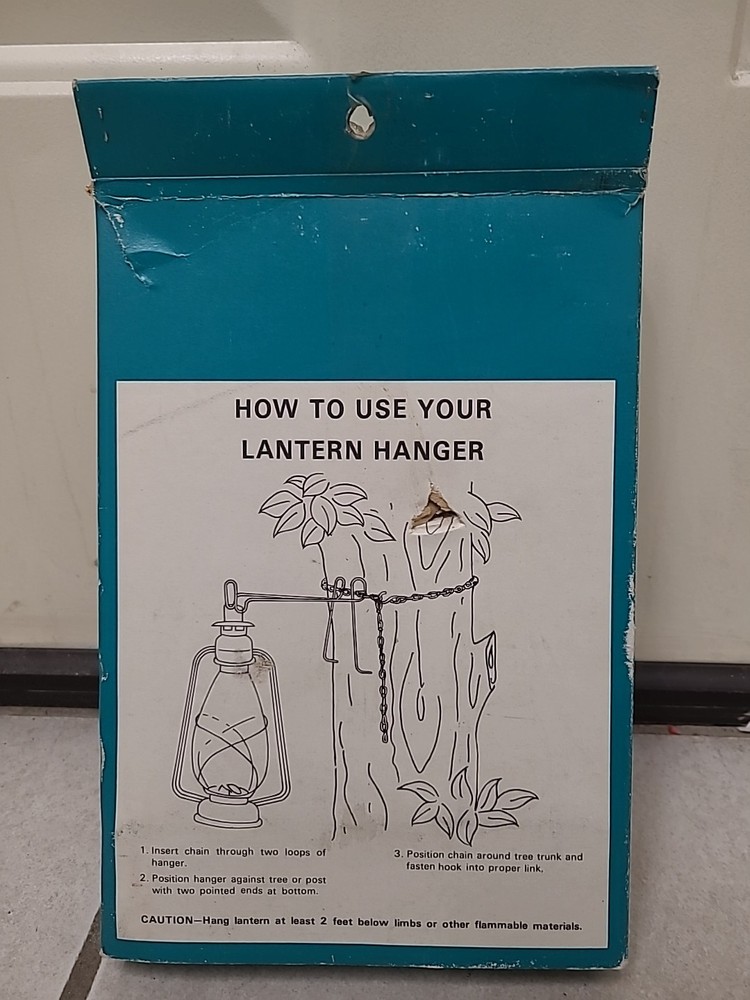 HOW TO USE YOUR
LANTERN HANGER
1. Insert chain through two loops of
hanger.
2. Position hanger against tree or post
with two pointed ends at bottom.
3. Position chain around tree trunk and
fasten hook into proper link.
CAUTION—Hang lantern at least 2 feet below limbs or other flammable materials.